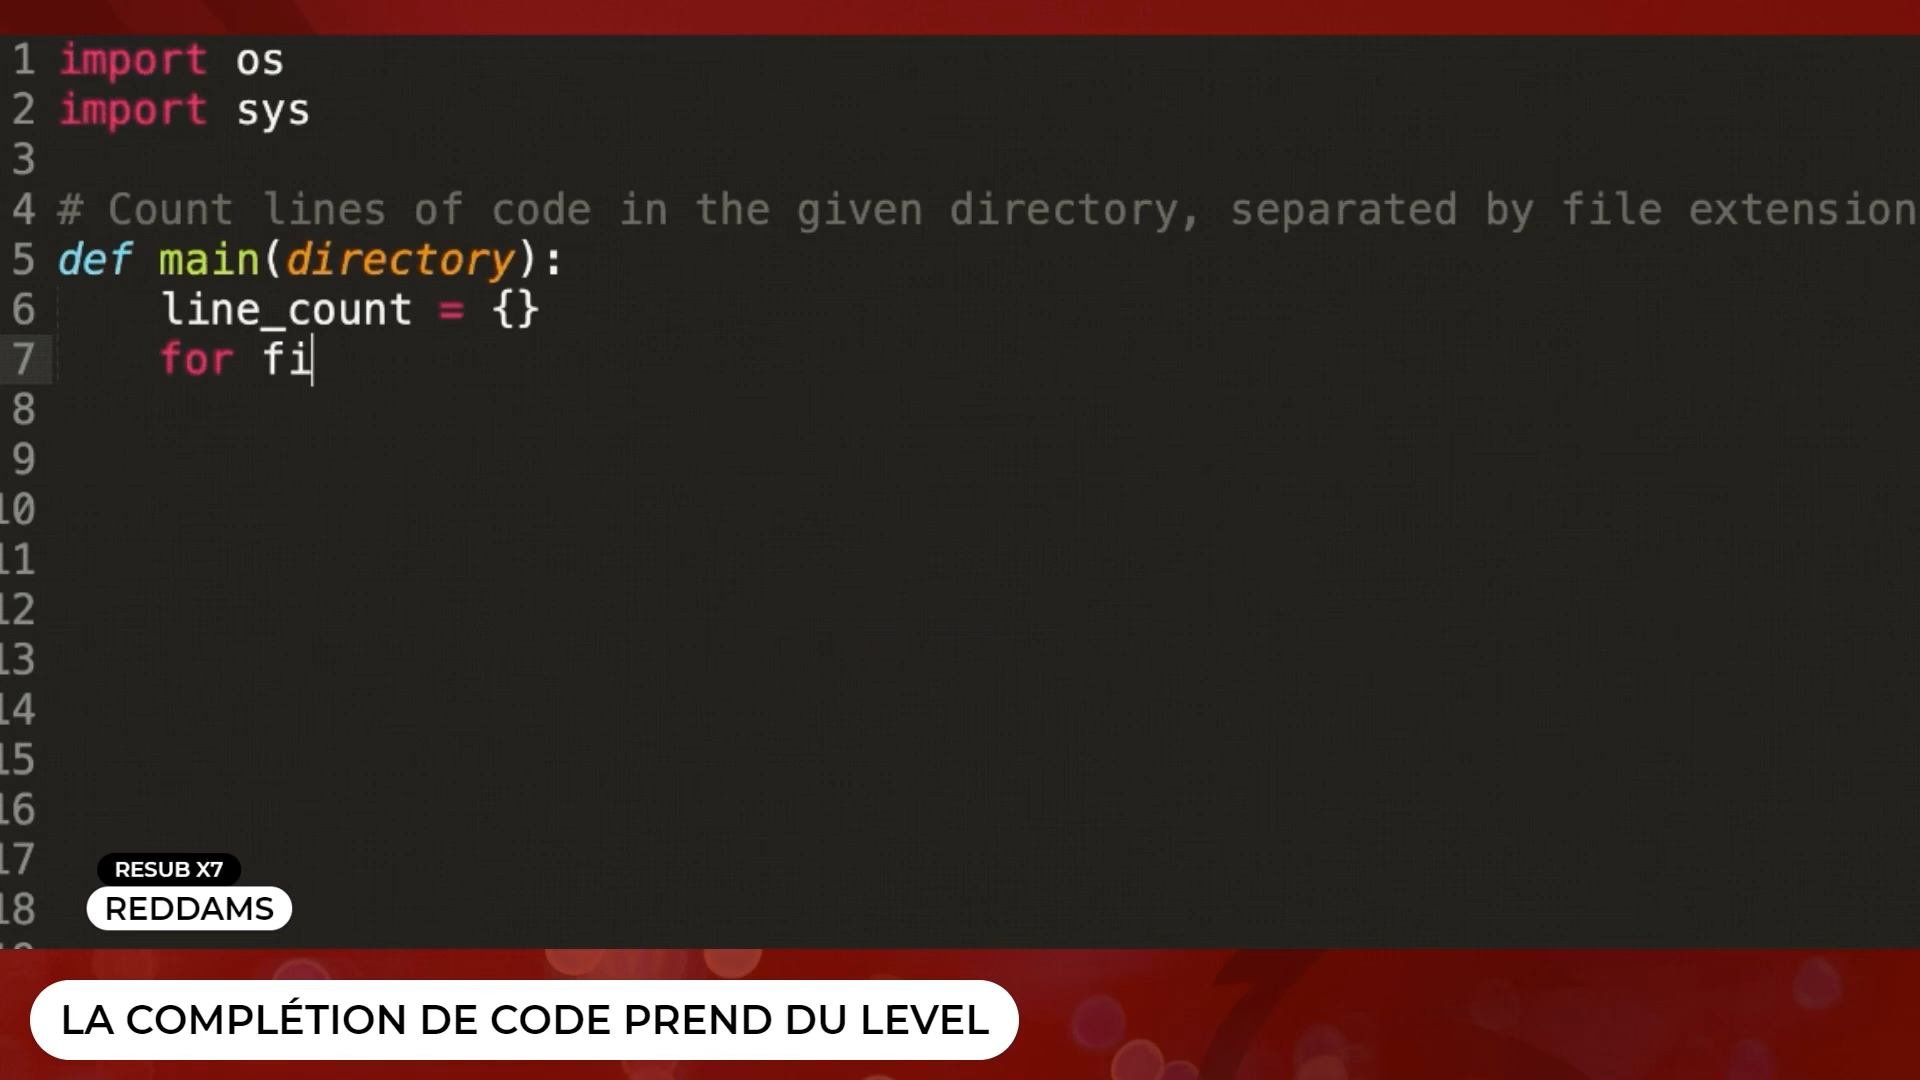 1 import os
2 import sys
3
4 # Count lines of code in the given directory, separated by file extension
5 def main(directory):
6     line_count = {}
7     for fi
8
9
10
11
12
13
14
15
16
17
18
RESUB X7
REDDAMS
LA COMPLÉTION DE CODE PREND DU LEVEL